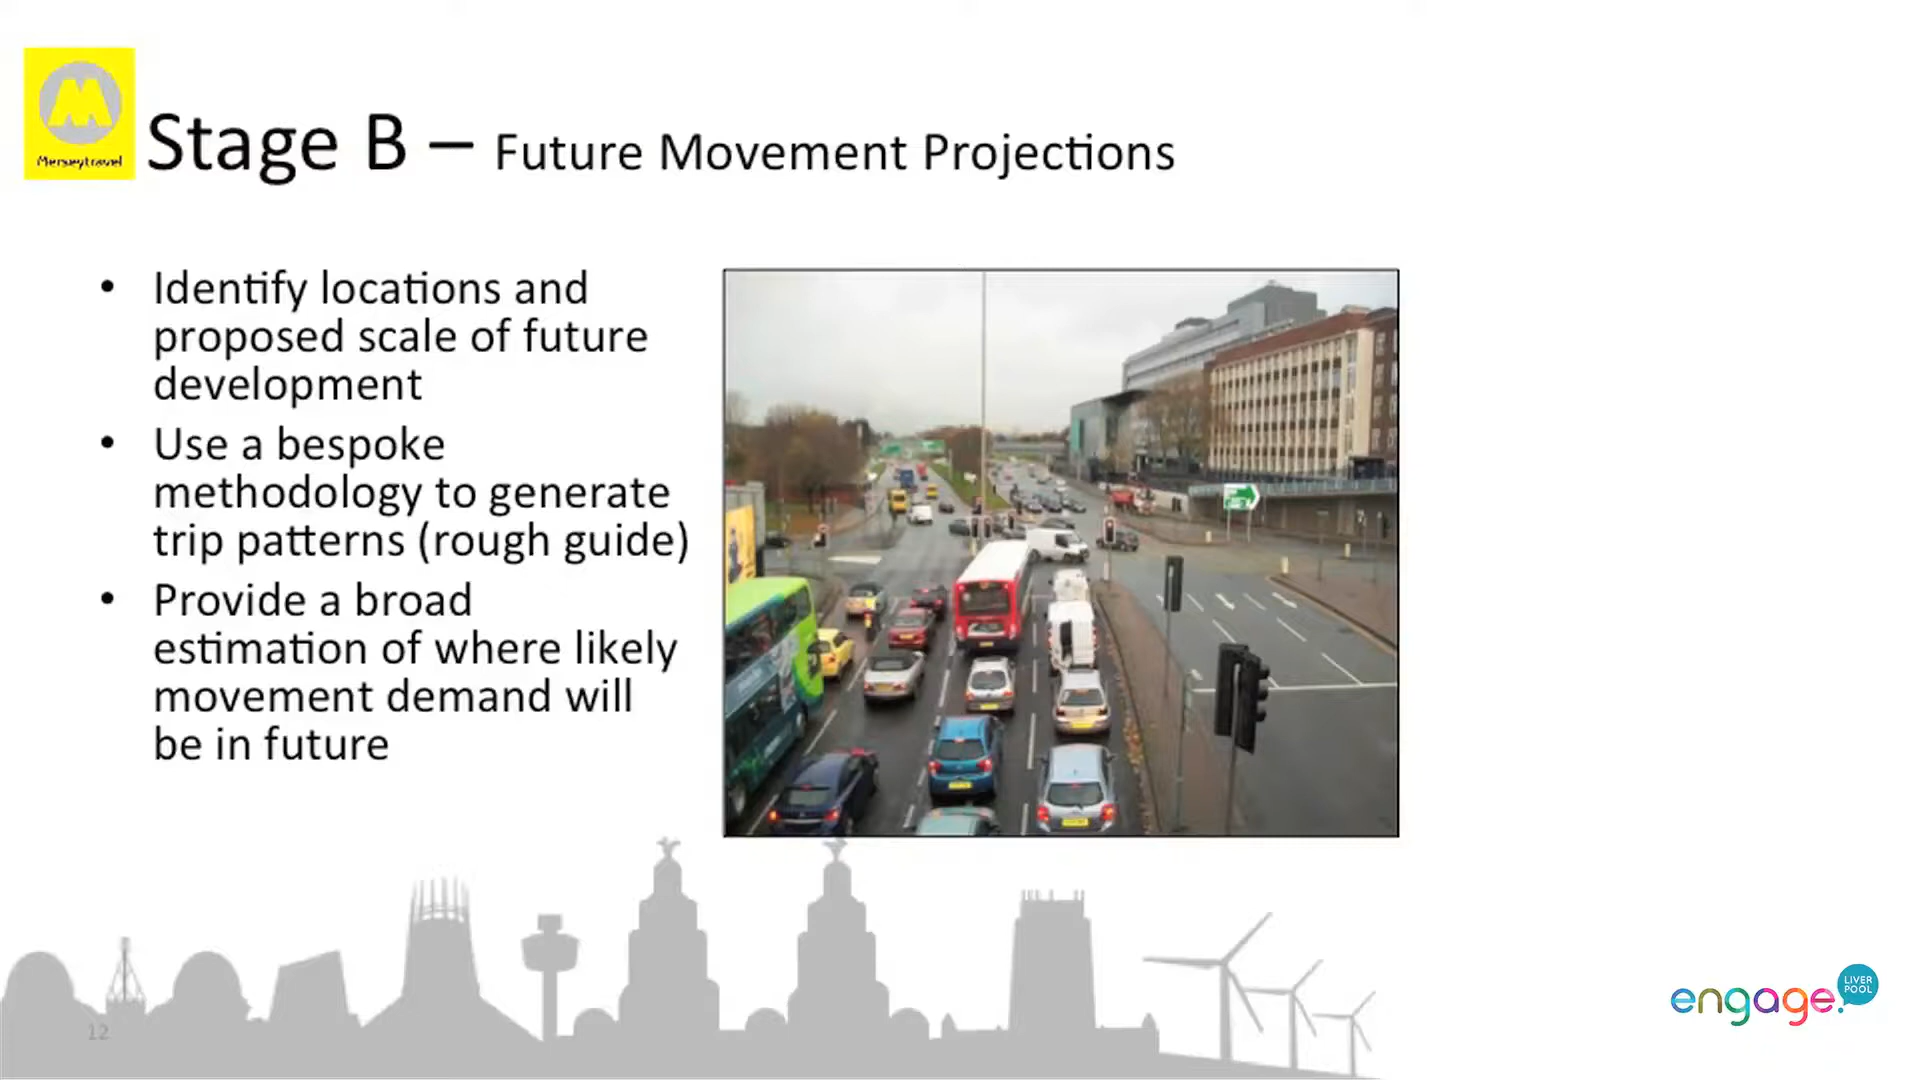 Merseytravel
Stage B – Future Movement Projections
• Identify locations and
proposed scale of future
development
• Use a bespoke
methodology to generate
trip patterns (rough guide)
• Provide a broad
estimation of where likely
movement demand will
be in future
12
engage.
LIVER
POOL